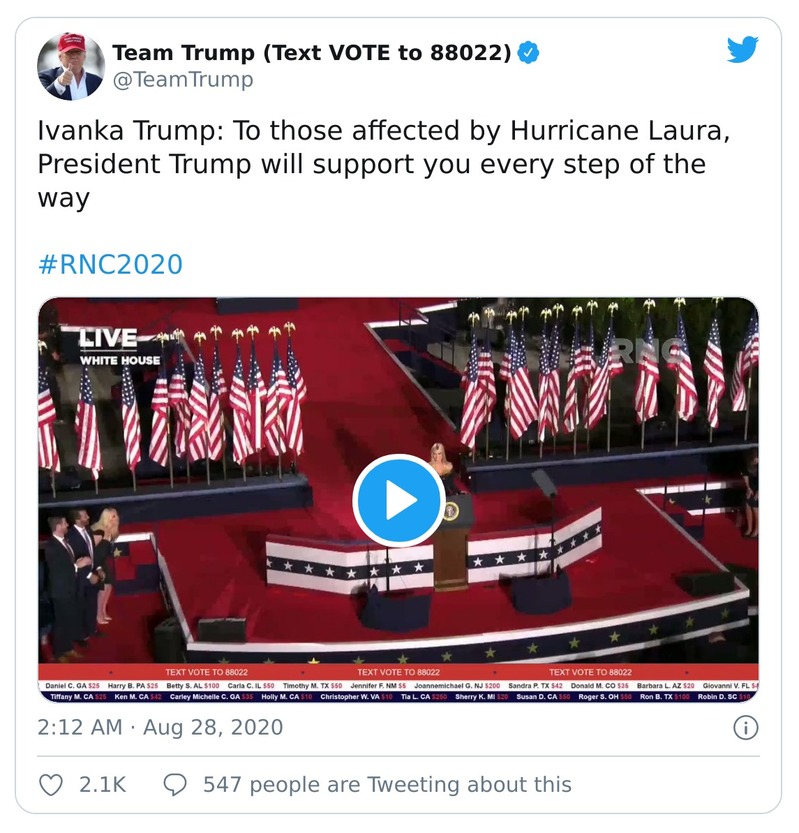 Team Trump (Text VOTE to 88022)
@TeamTrump
Ivanka Trump: To those affected by Hurricane Laura,
President Trump will support you every step of the
way
#RNC2020
LIVE
WHITE HOUSE
RNC
TEXT VOTE to 88022 TEXT VOTE to 88022 TEXT VOTE to 88022
Daniel C. GA $25 Harry B. PA $25 Betty S. AL $100 Carla C. IL $50 Timothy M. TX $50 Jennifer F. NM $5 Joannemichael G. NJ $200 Sandra P. TX $42 Donald M. CO $35 Barbara L. AZ $20 Giovanni V. FL
Tiffany M. CA $25 Ken M. CA $42 Carley Michelle C. GA $35 Holly M. CA $10 Christopher W. VA $10 Tia L. CA $250 Sherry K. MI $20 Susan D. CA $50 Roger S. OH $50 Ron B. TX $100 Robin D. SC
2:12 AM · Aug 28, 2020
2.1K 547 people are Tweeting about this